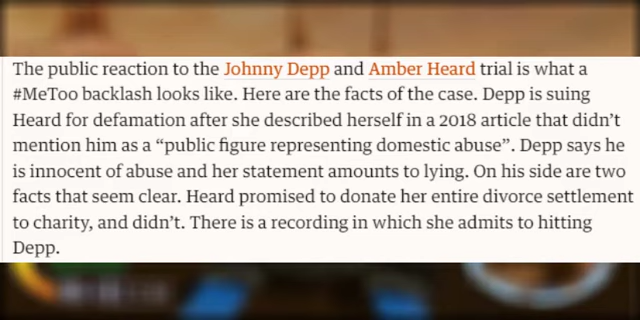 The public reaction to the Johnny Depp and Amber Heard trial is what a
#MeToo backlash looks like. Here are the facts of the case. Depp is suing
Heard for defamation after she described herself in a 2018 article that didn’t
mention him as a “public figure representing domestic abuse”. Depp says he
is innocent of abuse and her statement amounts to lying. On his side are two
facts that seem clear. Heard promised to donate her entire divorce settlement
to charity, and didn’t. There is a recording in which she admits to hitting
Depp.